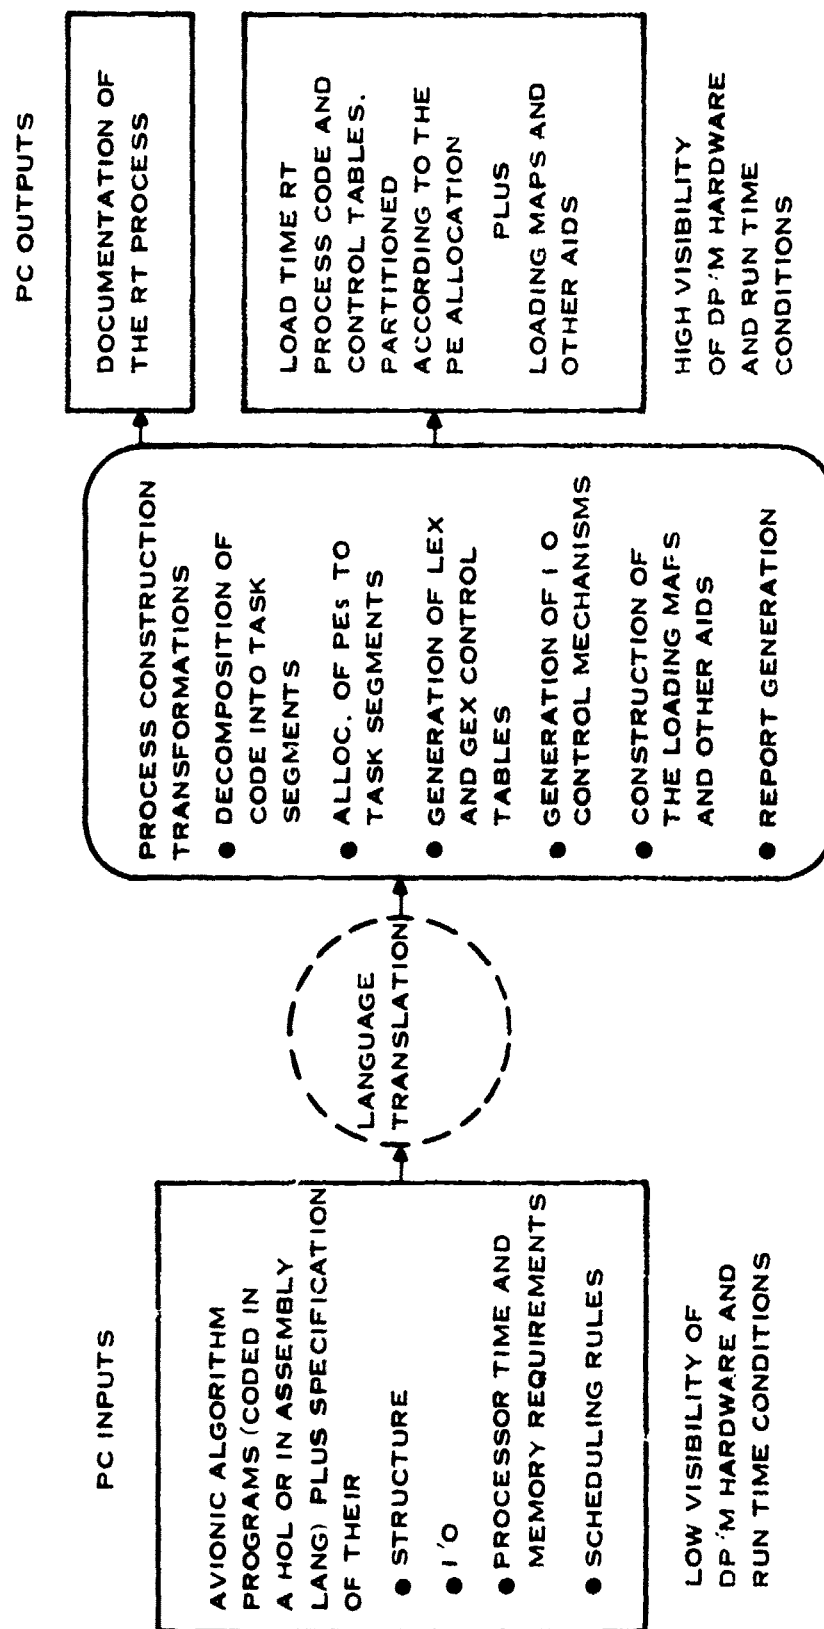 PC INPUTS
AVIONIC ALGORITHM
PROGRAMS (CODED IN
A HOL OR IN ASSEMBLY
LANG) PLUS SPECIFICATION
OF THEIR
● STRUCTURE
● I'O
● PROCESSOR TIME AND
MEMORY REQUIREMENTS
● SCHEDULING RULES
LOW VISIBILITY OF
DP'M HARDWARE AND
RUN TIME CONDITIONS
LANGUAGE
TRANSLATION
PROCESS CONSTRUCTION
TRANSFORMATIONS
● DECOMPOSITION OF
CODE INTO TASK
SEGMENTS
● ALLOC. OF PEs TO
TASK SEGMENTS
● GENERATION OF LEX
AND GEX CONTROL
TABLES
● GENERATION OF I O
CONTROL MECHANISMS
● CONSTRUCTION OF
THE LOADING MAPS
AND OTHER AIDS
● REPORT GENERATION
PC OUTPUTS
DOCUMENTATION OF
THE RT PROCESS
LOAD TIME RT
PROCESS CODE AND
CONTROL TABLES.
PARTITIONED
ACCORDING TO THE
PE ALLOCATION
PLUS
LOADING MAPS AND
OTHER AIDS
HIGH VISIBILITY
OF DP'M HARDWARE
AND RUN TIME
CONDITIONS